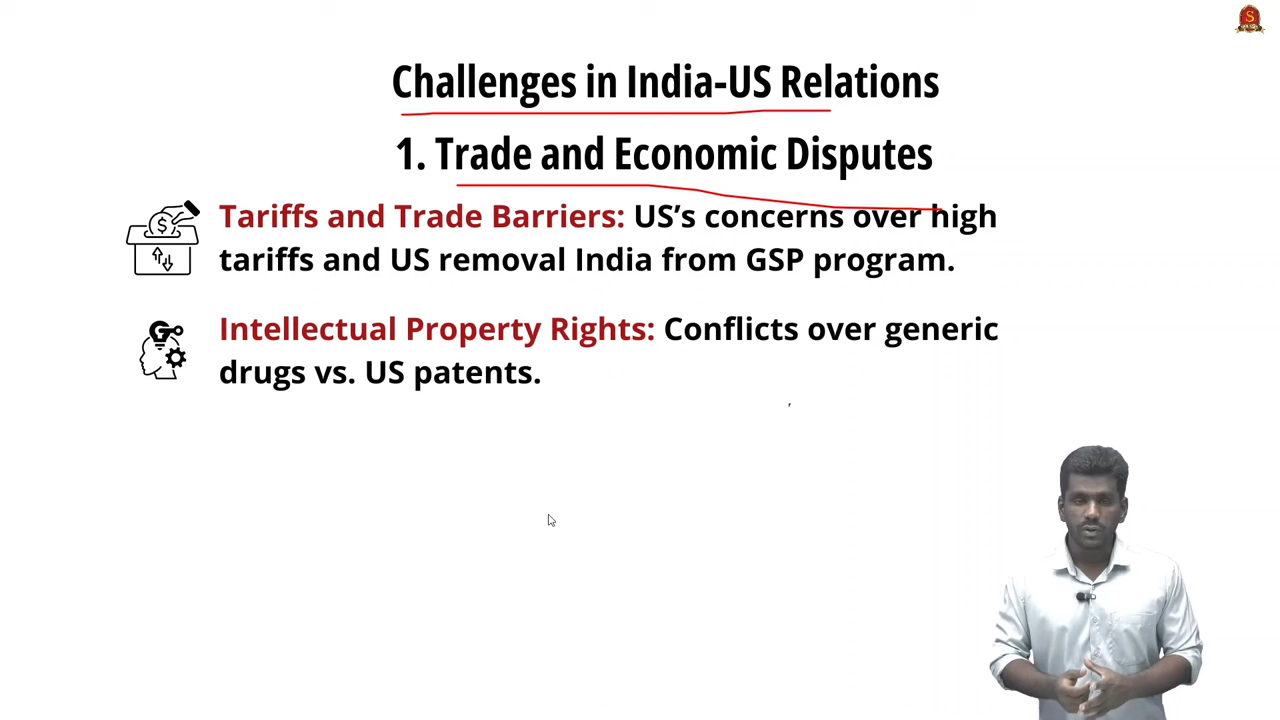 Challenges in India-US Relations
1. Trade and Economic Disputes
Tariffs and Trade Barriers: US’s concerns over high
tariffs and US removal India from GSP program.
Intellectual Property Rights: Conflicts over generic
drugs vs. US patents.